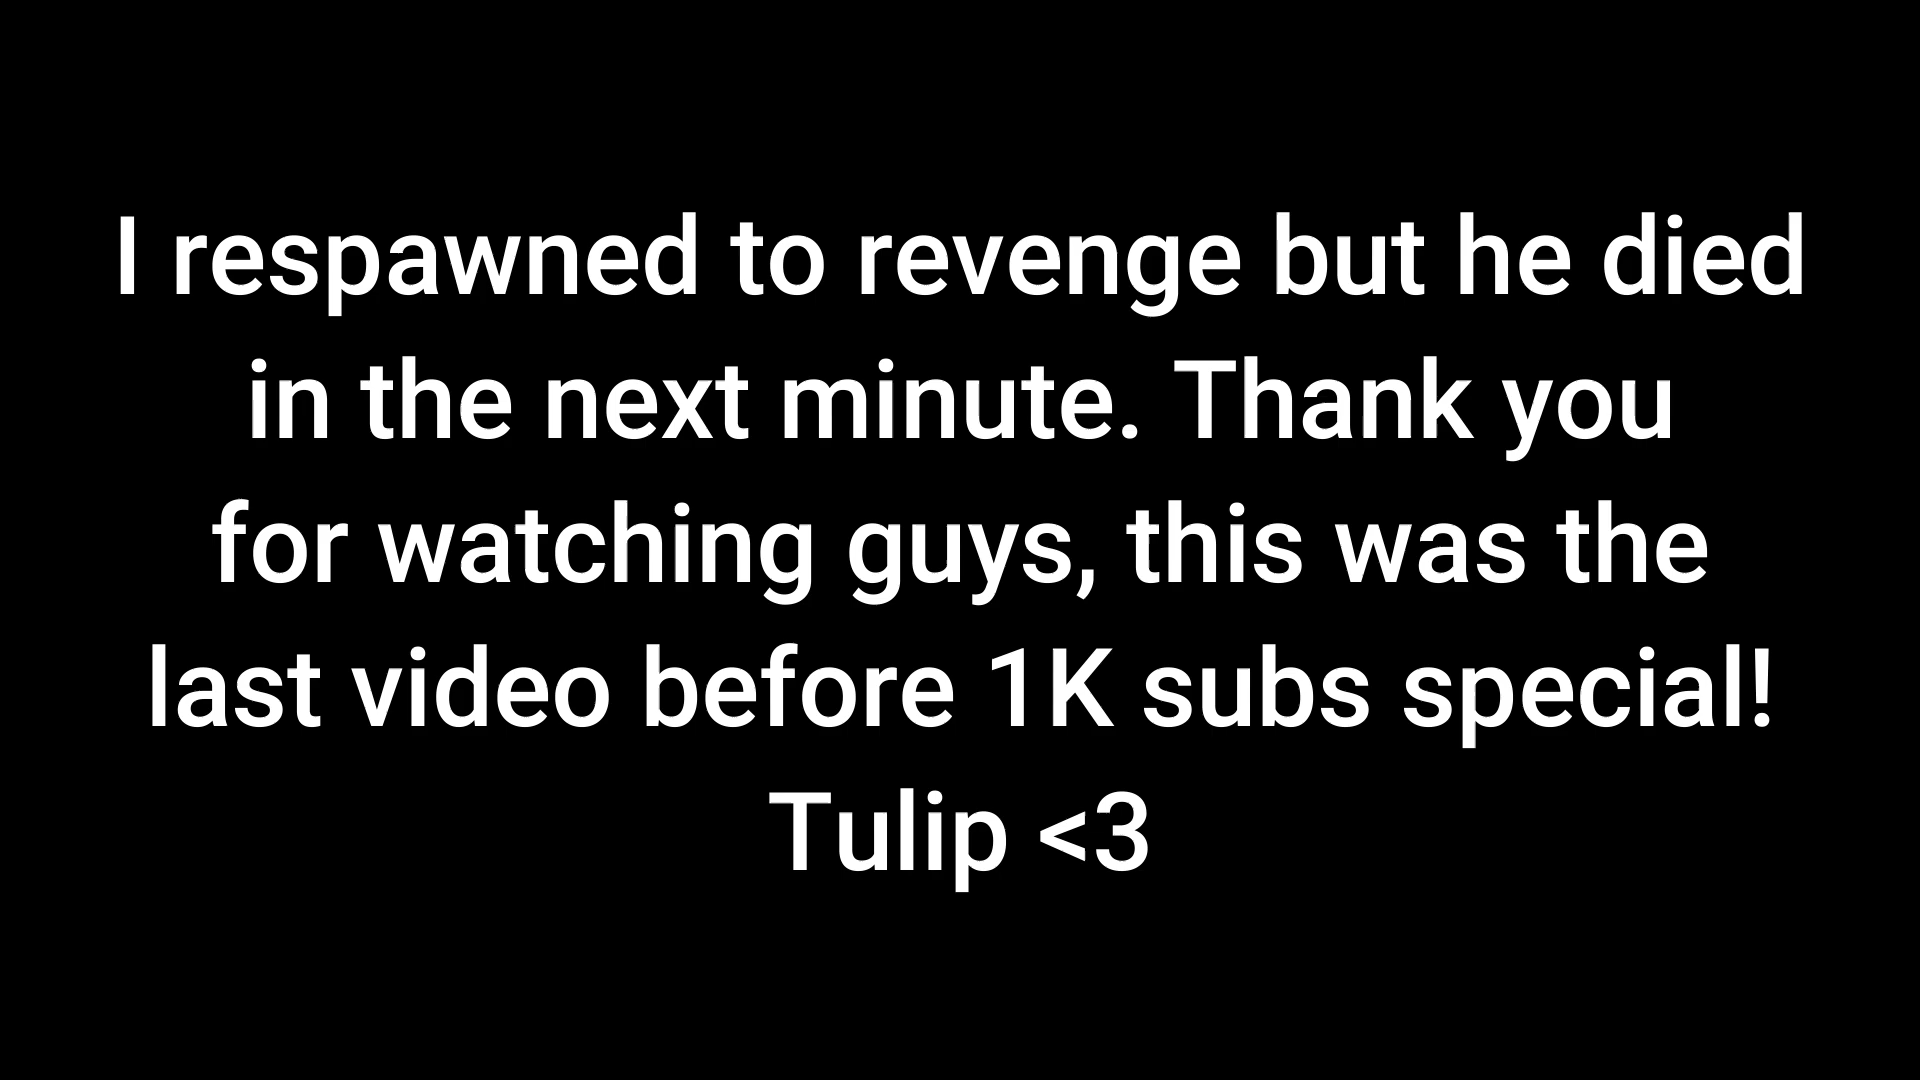 I respawned to revenge but he died
in the next minute. Thank you
for watching guys, this was the
last video before 1K subs special!
Tulip <3